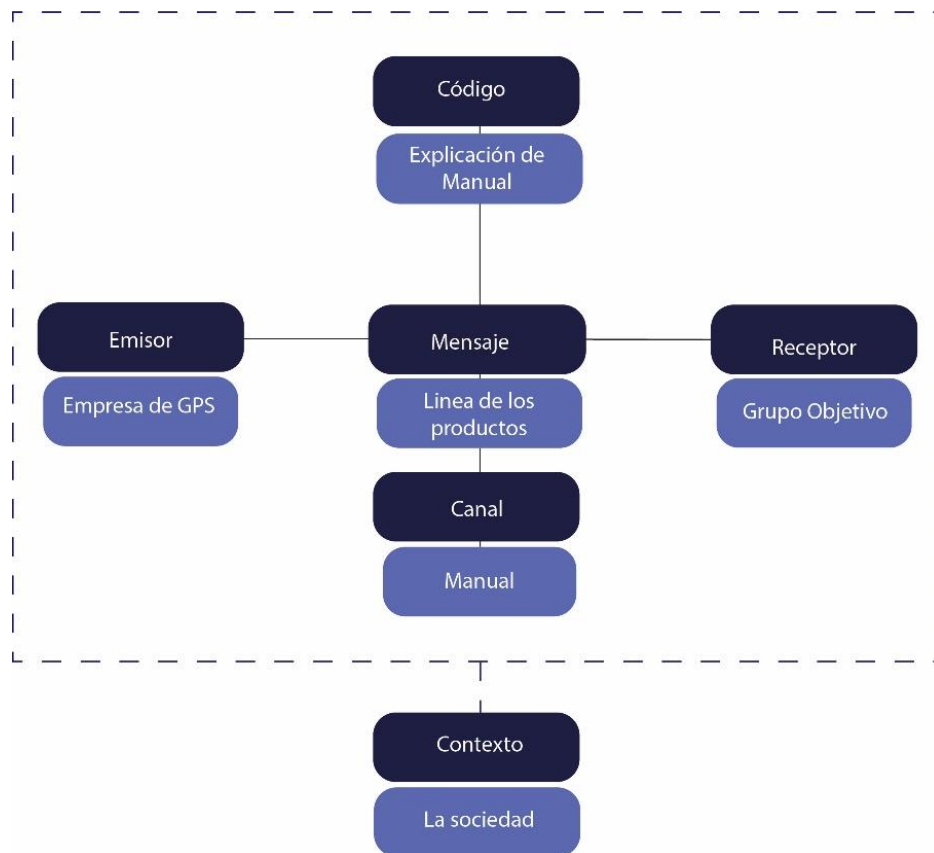 Código
Explicación de
Manual
Emisor
Empresa de GPS
Mensaje
Linea de los
productos
Receptor
Grupo Objetivo
Canal
Manual
Contexto
La sociedad